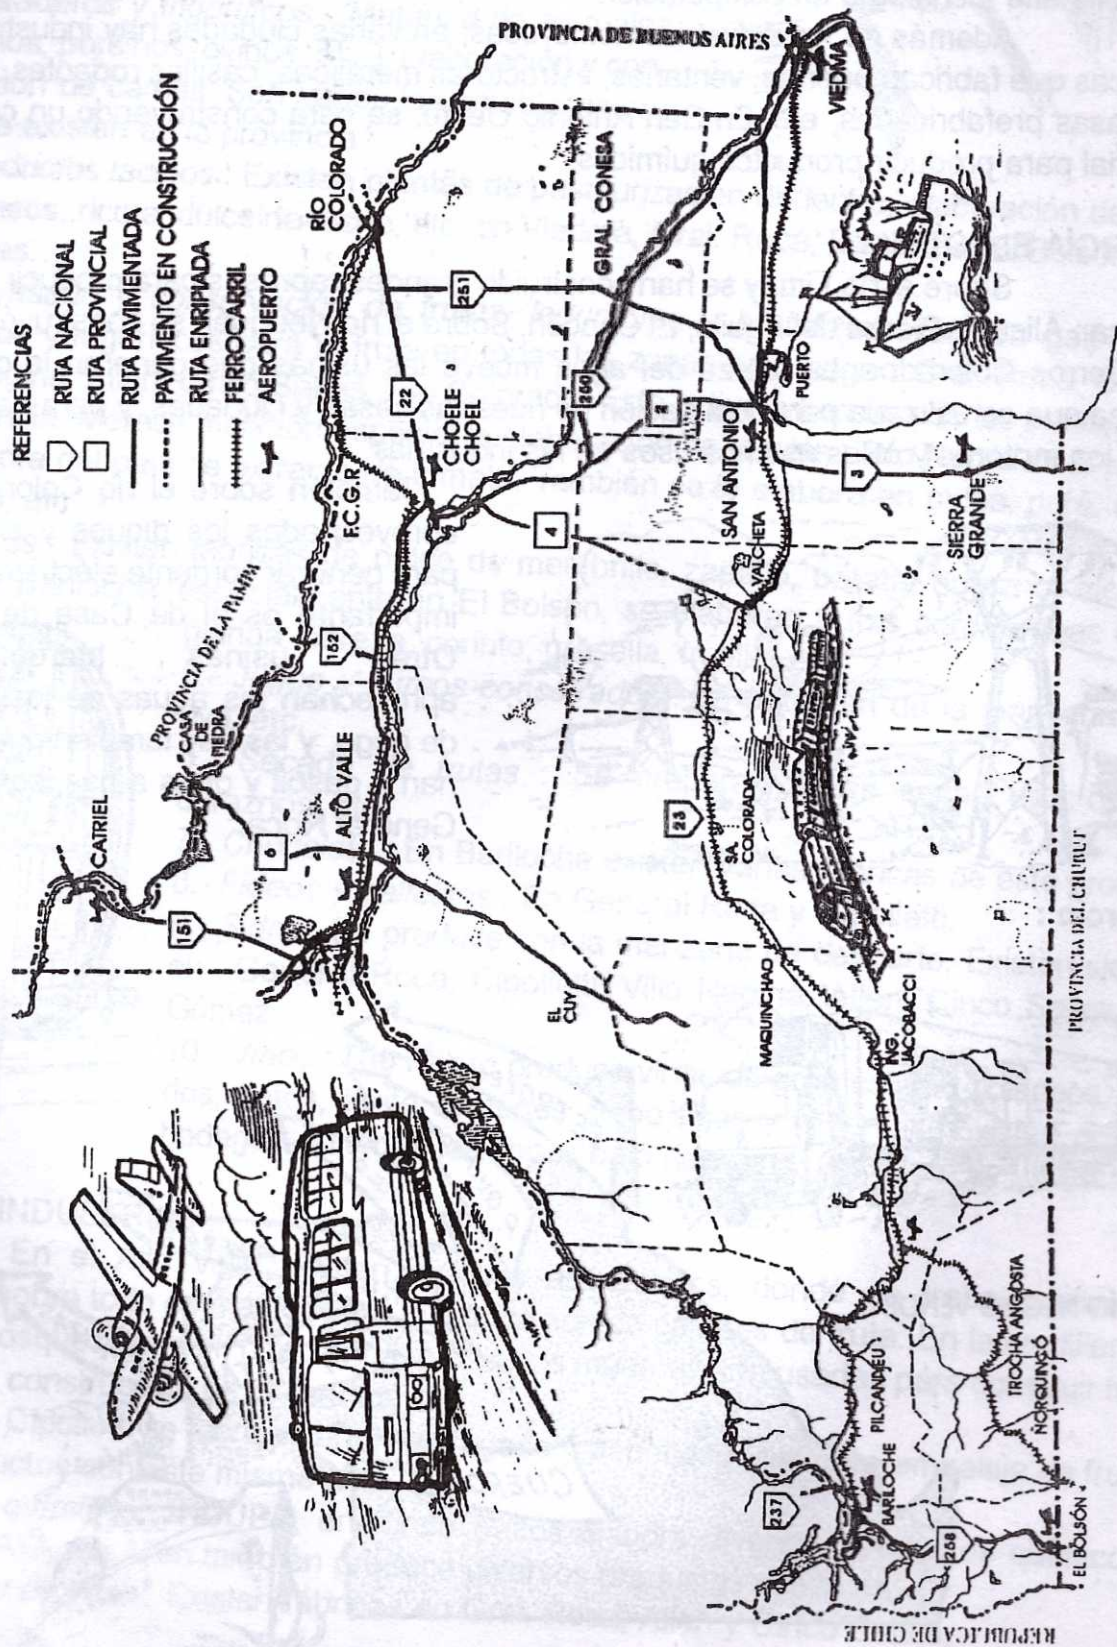 REFERENCIAS
RUTA NACIONAL
RUTA PROVINCIAL
RUTA PAVIMENTADA
PAVIMENTO EN CONSTRUCCIÓN
RUTA ENRIPIADA
FERROCARRIL
AEROPUERTO
CATRIEL
151
PROVINCIA DE LA PAMPA
CASA
DE
PIEDRA
6
ALTO VALLE
152
F.C.G.R.
RÍO
COLORADO
22
251
CHOELE
CHOEL
4
EL
CUY
GRAL CONESA
250
2
PROVINCIA DE BUENOS AIRES
VIEDMA
PUERTO
SAN ANTONIO
3
VALCHETA
SIERRA
GRANDE
23
SA
COLORADA
MAQUINCHAO
ING.
JACOBACCI
PILCANIYEU
BARILOCHE
237
258
TROCHA ANGOSTA
ÑORQUINCÓ
EL BOLSÓN
PROVINCIA DEL CHUBUT
REPUBLICA DE CHILE